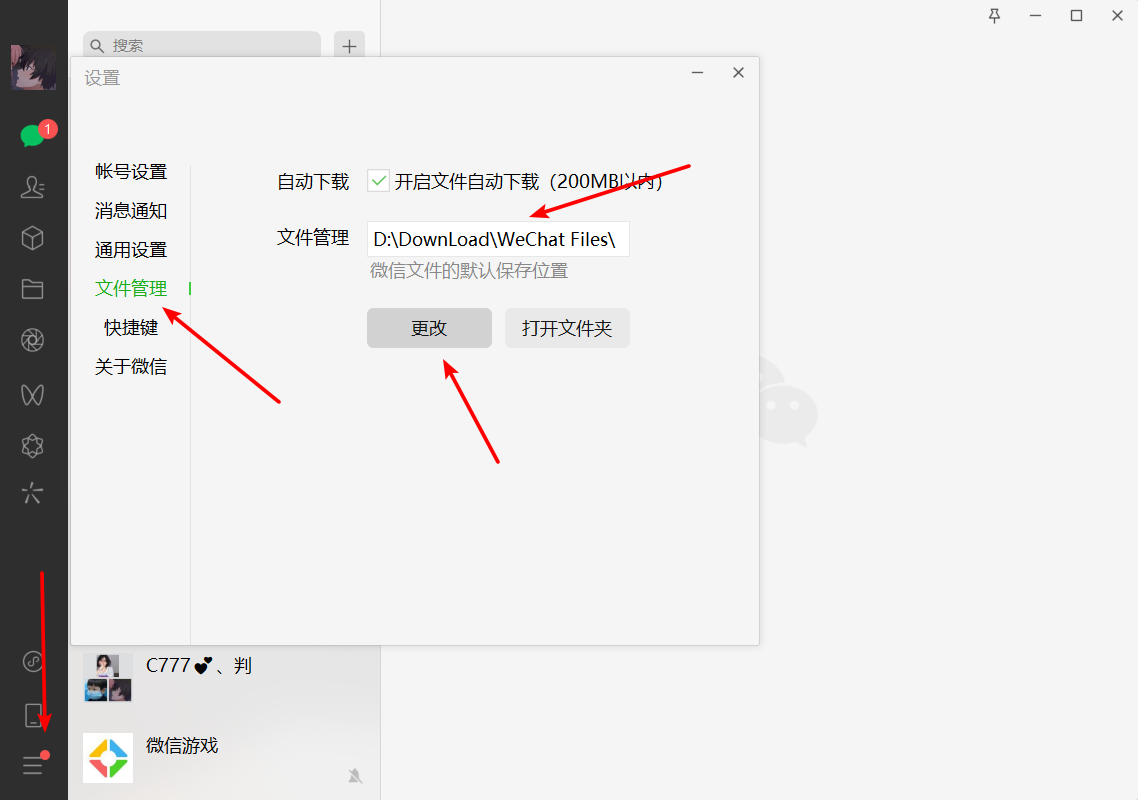 搜索
1
设置
帐号设置
消息通知
通用设置
文件管理
快捷键
关于微信
自动下载 开启文件自动下载（200MB以内）
文件管理 D:\DownLoad\WeChat Files\
微信文件的默认保存位置
更改 打开文件夹
C777💕、判
微信游戏